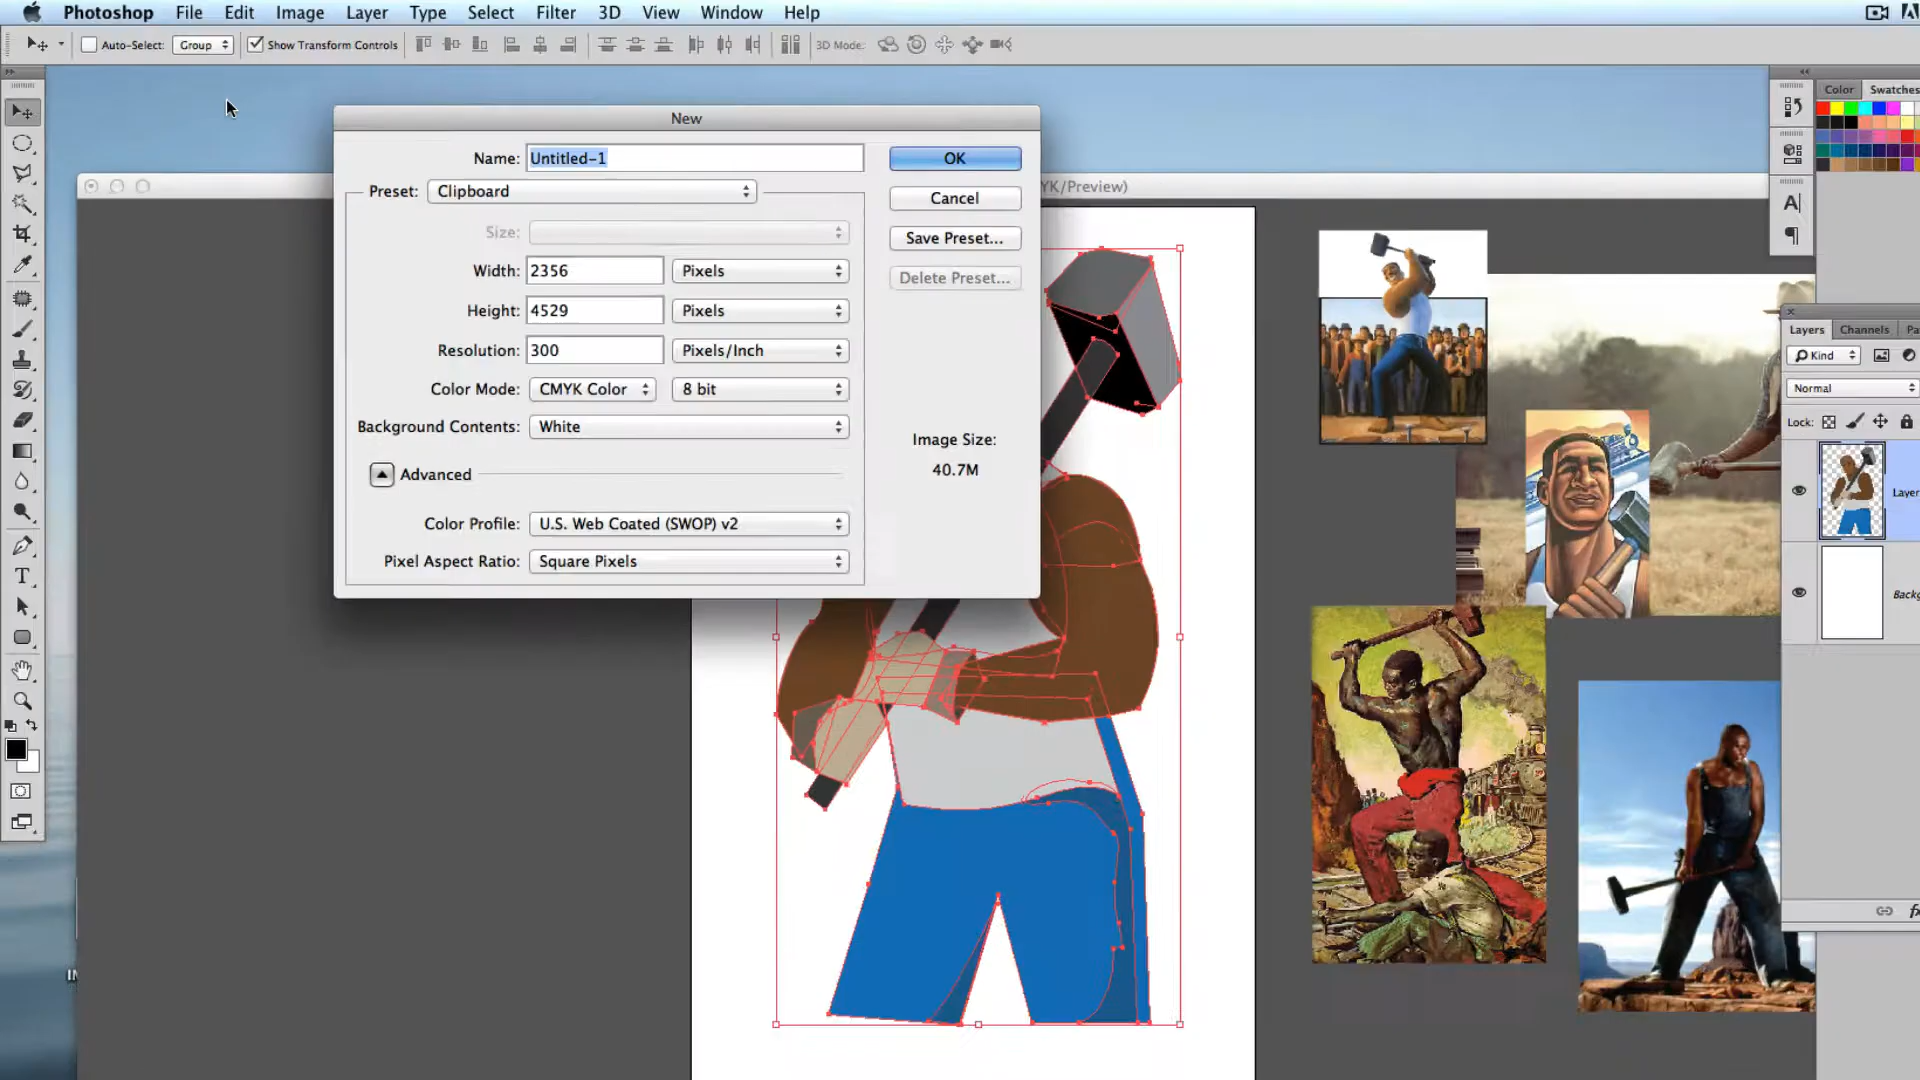 Photoshop File Edit Image Layer Type Select Filter 3D View Window Help
Auto-Select: Group Show Transform Controls 3D Mode:
New
Name: Untitled-1 OK
Preset: Clipboard Cancel
Size: Save Preset...
Width: 2356 Pixels Delete Preset...
Height: 4529 Pixels
Resolution: 300 Pixels/Inch
Color Mode: CMYK Color 8 bit
Background Contents: White
Image Size:
40.7M
Advanced
Color Profile: U.S. Web Coated (SWOP) v2
Pixel Aspect Ratio: Square Pixels
YK/Preview)
Color Swatches
Layers Channels Pa
Kind
Normal
Lock:
Layer
Backg